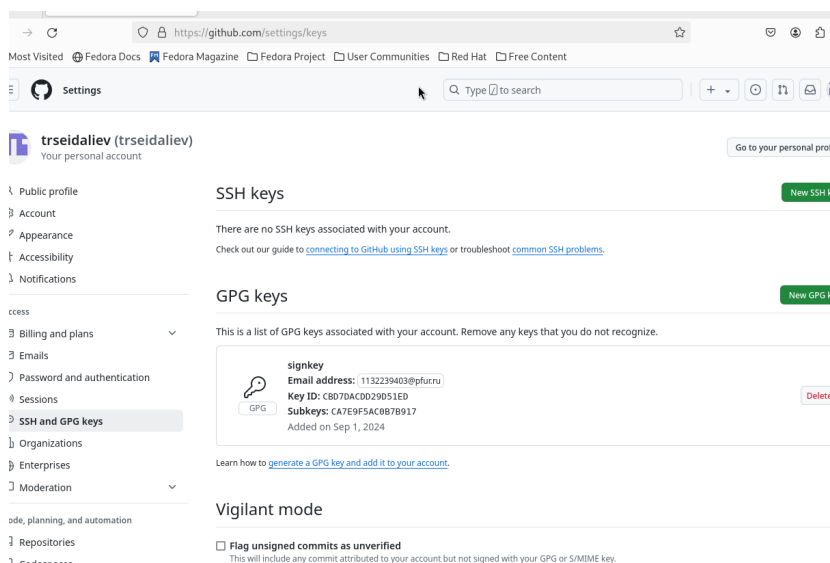 https://github.com/settings/keys
Most Visited Fedora Docs Fedora Magazine Fedora Project User Communities Red Hat Free Content
Settings
Type / to search
trseidaliev (trseidaliev)
Your personal account
Go to your personal prof
Public profile
Account
Appearance
Accessibility
Notifications
ccess
Billing and plans
Emails
Password and authentication
Sessions
SSH and GPG keys
Organizations
Enterprises
Moderation
ode, planning, and automation
Repositories
SSH keys
New SSH k
There are no SSH keys associated with your account.
Check out our guide to connecting to GitHub using SSH keys or troubleshoot common SSH problems.
GPG keys
New GPG k
This is a list of GPG keys associated with your account. Remove any keys that you do not recognize.
GPG
signkey
Email address: 1132239403@pfur.ru
Key ID: CBD7DACDD29D51ED
Subkeys: CA7E9F5AC0B7B917
Added on Sep 1, 2024
Delete
Learn how to generate a GPG key and add it to your account.
Vigilant mode
Flag unsigned commits as unverified
This will include any commit attributed to your account but not signed with your GPG or S/MIME key.